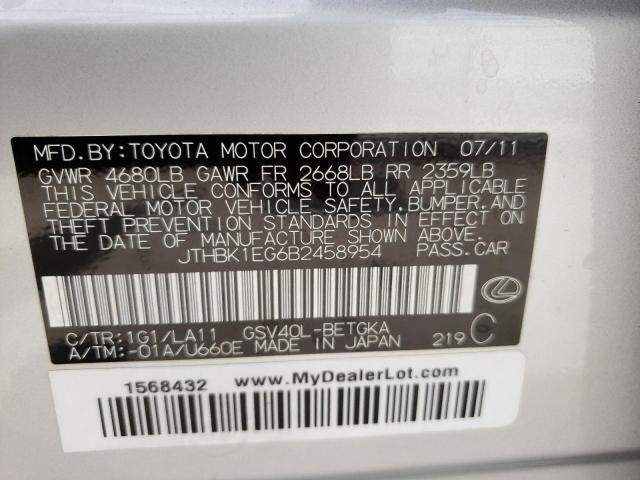 MFD.BY:TOYOTA MOTOR CORPORATION 07/11
GVWR 4680LB GAWR FR 2668LB RR 2359LB
THIS VEHICLE CONFORMS TO ALL APPLICABLE
FEDERAL MOTOR VEHICLE SAFETY,BUMPER,AND
THEFT PREVENTION STANDARDS IN EFFECT ON
THE DATE OF MANUFACTURE SHOWN ABOVE.
JTHBK1EG6B2458954 PASS.CAR
C/TR:1G1/LA11 GSV40L-BETGKA
A/TM:-01A/U660E MADE IN JAPAN 219 C
1568432 www.MyDealerLot.com